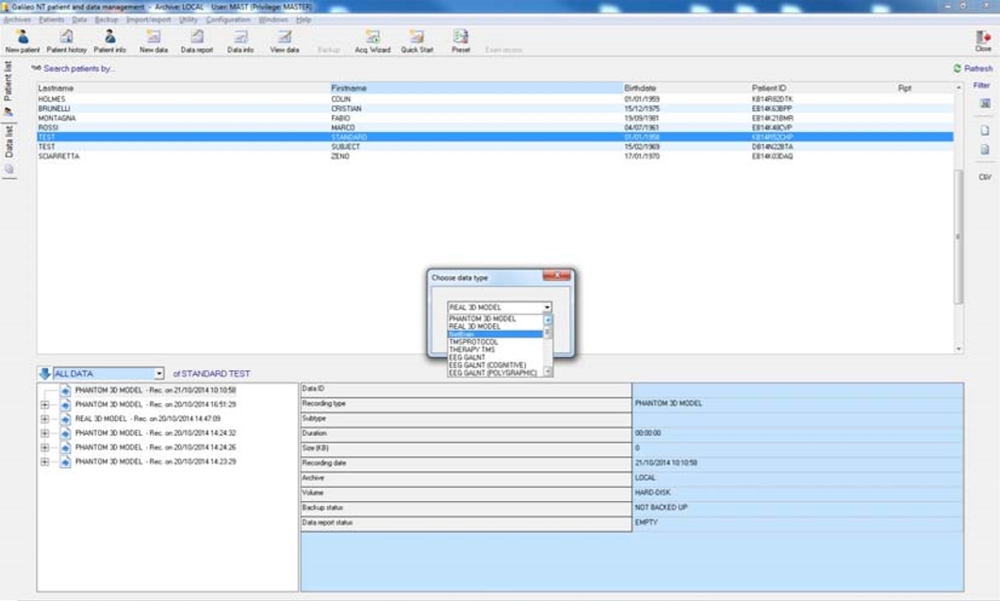 Galileo NT patient and data management - Archive: LOCAL User: MAST (Privilege: MASTER)
Archives Patients Data Backup Import/export Utility Configuration Windows Help
New patient Patient history Patient info New data Data report Data info View data Backup Acq. Wizard Quick Start Preset Close
Patient list
Data list
Search patients by...
Refresh
Filter
CSV
Lastname Firstname Birthdate Patient ID Rpt
HOLMES COLIN 01/01/1959 KB14R82DTK
BRUNELLI CRISTIAN 15/12/1975 EB14K63BPP
MONTAGNA FABIO 19/09/1981 EB14K21BMR
ROSSI MARCO 04/07/1961 EB14K48CVP
TEST STANDARD 01/01/1958 KB14R52CHP
TEST SUBJECT 15/02/1969 DB14N22BTA
SCIARRETTA ZENO 17/01/1970 EB14K03DAQ
Choose data type
REAL 3D MODEL
PHANTOM 3D MODEL
REAL 3D MODEL
NetBrain
TMSPROTOCOL
THERAPY TMS
EEG GALNT
EEG GALNT (COGNITIVE)
EEG GALNT (POLYGRAPHIC)
ALL DATA of STANDARD TEST
PHANTOM 3D MODEL - Rec. on 21/10/2014 10:10:58
PHANTOM 3D MODEL - Rec. on 20/10/2014 16:51:29
REAL 3D MODEL - Rec. on 20/10/2014 14:47:09
PHANTOM 3D MODEL - Rec. on 20/10/2014 14:24:32
PHANTOM 3D MODEL - Rec. on 20/10/2014 14:24:26
PHANTOM 3D MODEL - Rec. on 20/10/2014 14:23:29
Data ID
Recording type PHANTOM 3D MODEL
Subtype
Duration 00:00:00
Size (KB) 0
Recording date 21/10/2014 10:10:58
Archive LOCAL
Volume HARD-DISK
Backup status NOT BACKED UP
Data report status EMPTY